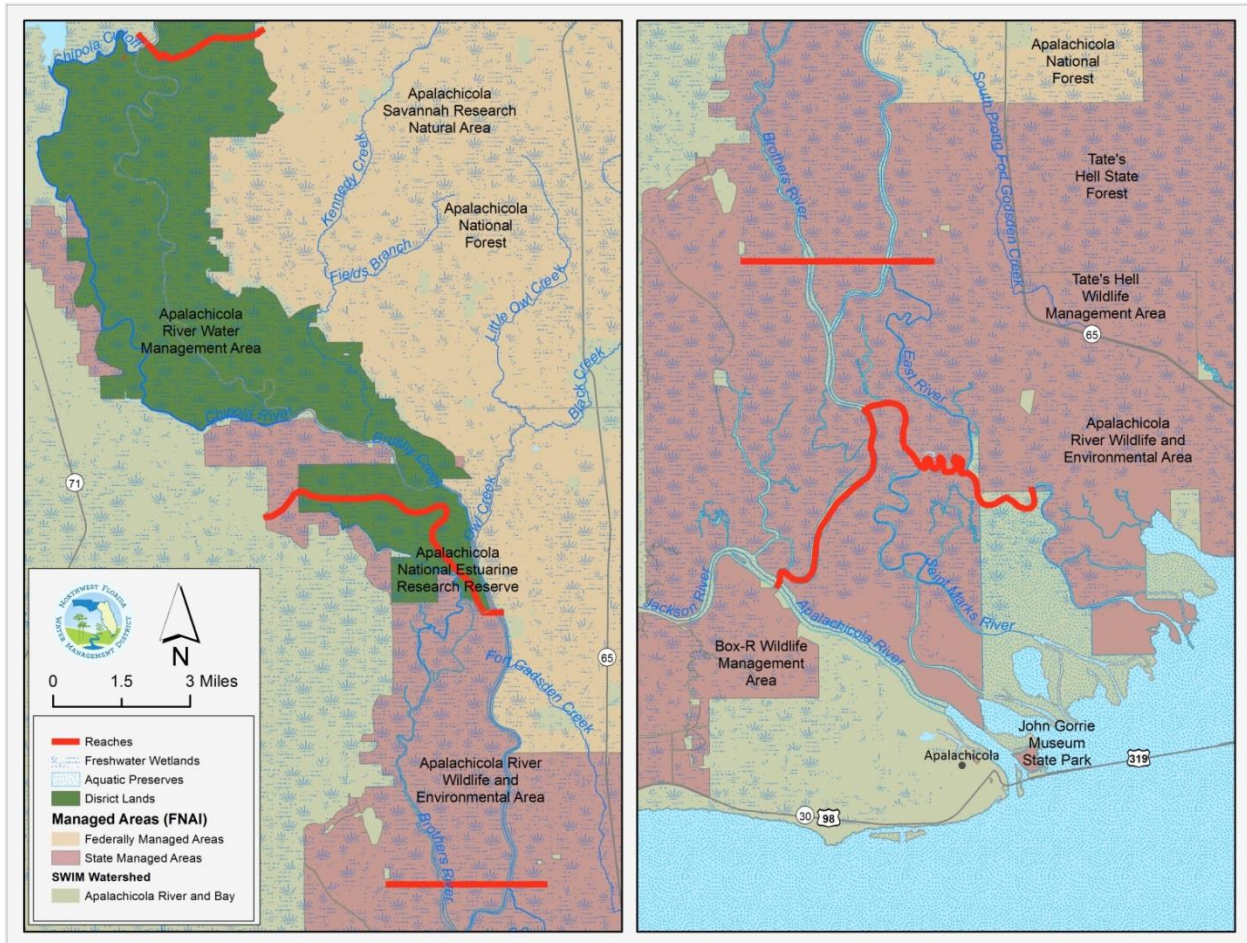 Chipola Cutoff
Apalachicola
Savannah Research
Natural Area
Kennedy Creek
Apalachicola
National
Forest
Fields Branch
Little Owl Creek
Apalachicola
River Water
Management Area
Black Creek
Chipola River
Brushy Creek
71
Owl Creek
Apalachicola
National Estuarine
Research Reserve
65
Fort Gadsden Creek
Apalachicola River
Wildlife and
Environmental Area
Brothers River
NORTHWEST FLORIDA
WATER MANAGEMENT DISTRICT
N
0 1.5 3 Miles
Reaches
Freshwater Wetlands
Aquatic Preserves
Disrict Lands
Managed Areas (FNAI)
Federally Managed Areas
State Managed Areas
SWIM Watershed
Apalachicola River and Bay
Apalachicola
National
Forest
South Prong Fort Gadsden Creek
Brothers River
Tate's
Hell State
Forest
Tate's Hell
Wildlife
Management Area
65
East River
Apalachicola
River Wildlife and
Environmental Area
Jackson River
Saint Marks River
Apalachicola River
Box-R Wildlife
Management
Area
John Gorrie
Museum
State Park
Apalachicola
319
30 98